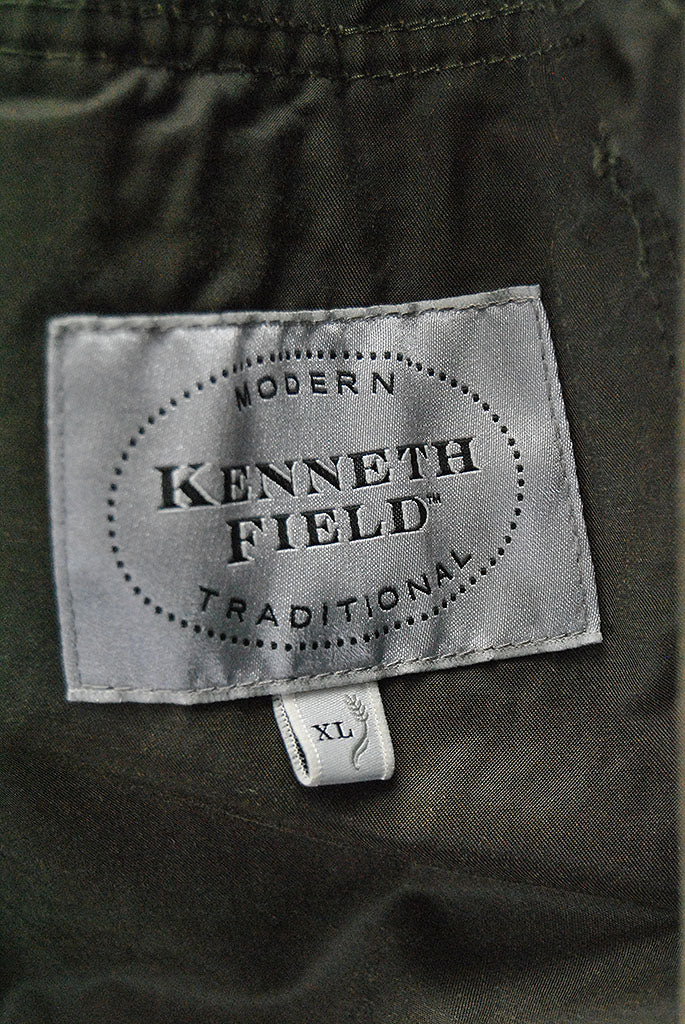 MODERN
KENNETH
FIELD™
TRADITIONAL
XL